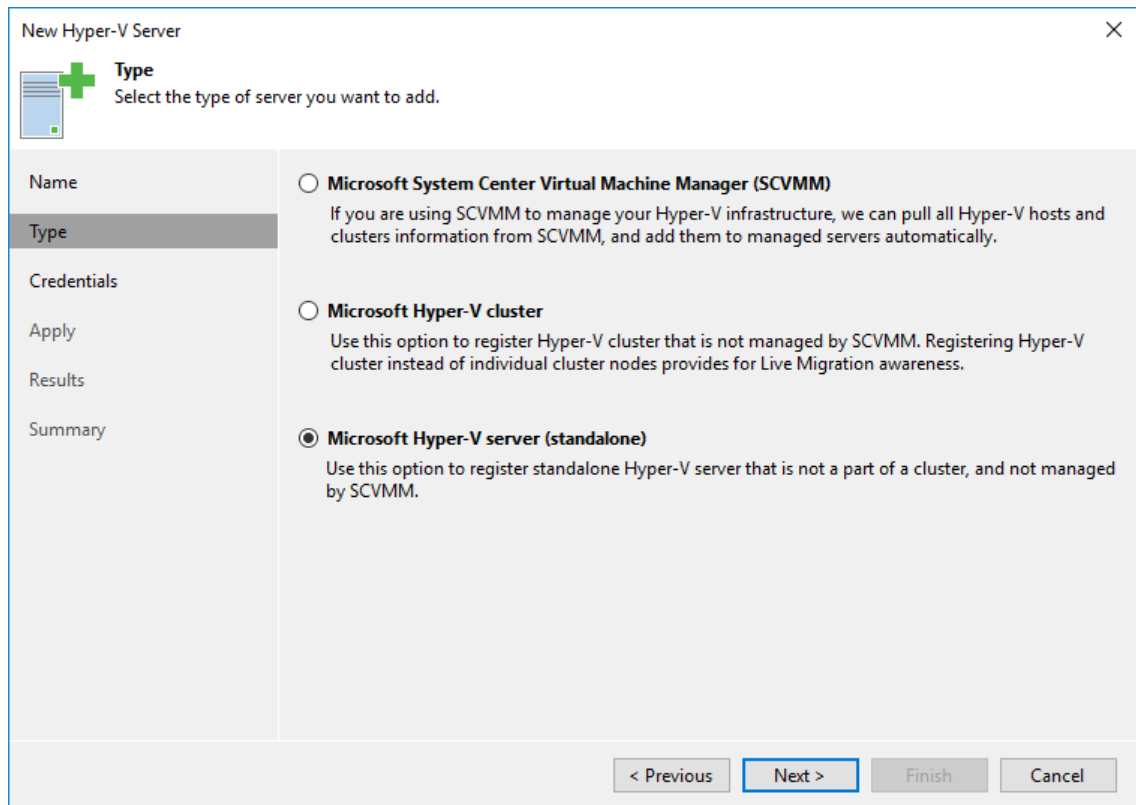 New Hyper-V Server
Type
Select the type of server you want to add.
Name
Type
Credentials
Apply
Results
Summary
Microsoft System Center Virtual Machine Manager (SCVMM)
If you are using SCVMM to manage your Hyper-V infrastructure, we can pull all Hyper-V hosts and
clusters information from SCVMM, and add them to managed servers automatically.
Microsoft Hyper-V cluster
Use this option to register Hyper-V cluster that is not managed by SCVMM. Registering Hyper-V
cluster instead of individual cluster nodes provides for Live Migration awareness.
Microsoft Hyper-V server (standalone)
Use this option to register standalone Hyper-V server that is not a part of a cluster, and not managed
by SCVMM.
< Previous
Next >
Finish
Cancel